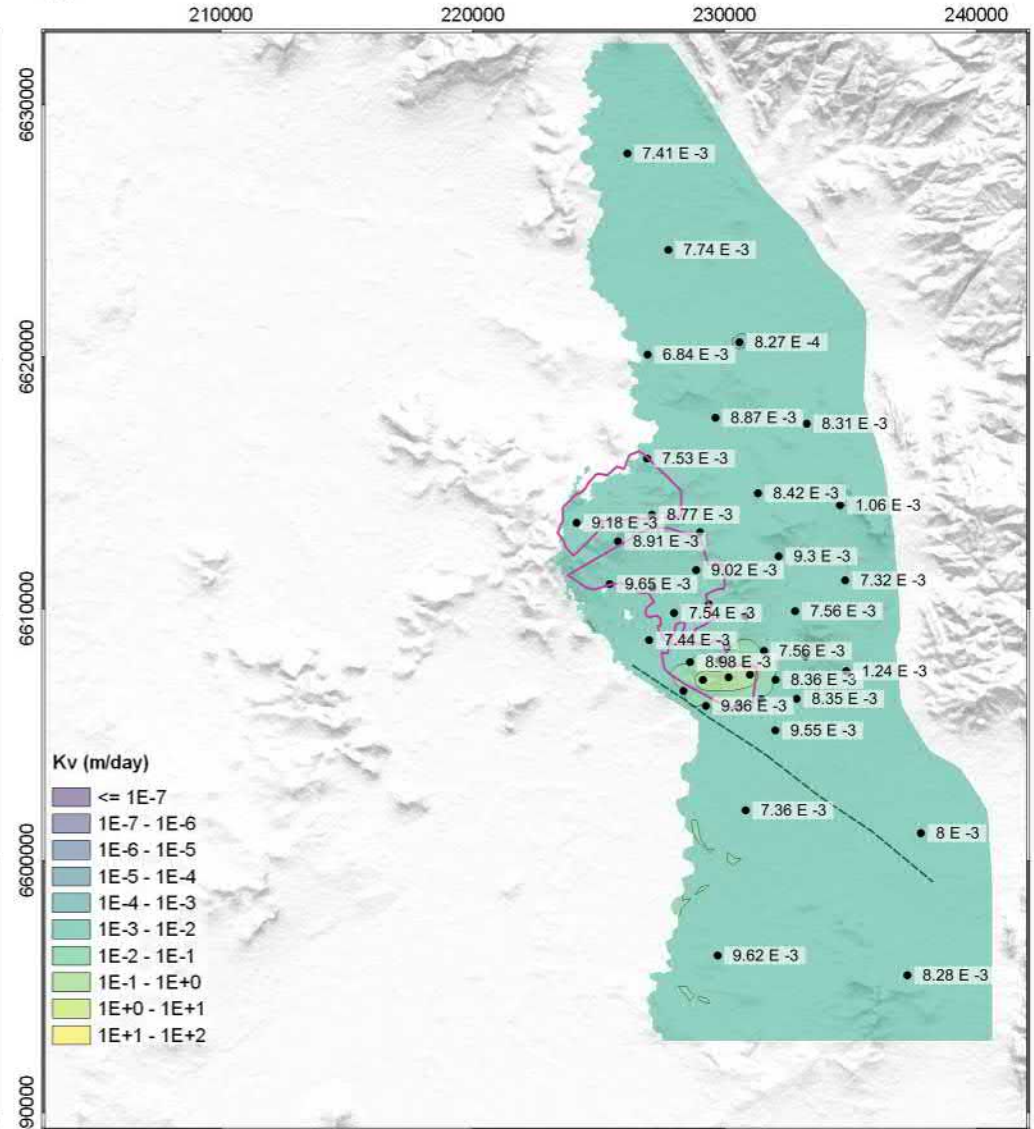 210000 220000 230000 240000
6630000
7.41 E -3
7.74 E -3
8.27 E -4
6620000
6.84 E -3
8.87 E -3
8.31 E -3
7.53 E -3
8.42 E -3
1.06 E -3
8.77 E -3
9.18 E -3
8.91 E -3
9.3 E -3
9.02 E -3
7.32 E -3
9.65 E -3
6610000
7.54 E -3
7.56 E -3
7.44 E -3
7.56 E -3
8.98 E -3
1.24 E -3
8.36 E -3
8.35 E -3
9.36 E -3
9.55 E -3
7.36 E -3
8 E -3
6600000
9.62 E -3
8.28 E -3
90000
Kv (m/day)
<= 1E-7
1E-7 - 1E-6
1E-6 - 1E-5
1E-5 - 1E-4
1E-4 - 1E-3
1E-3 - 1E-2
1E-2 - 1E-1
1E-1 - 1E+0
1E+0 - 1E+1
1E+1 - 1E+2